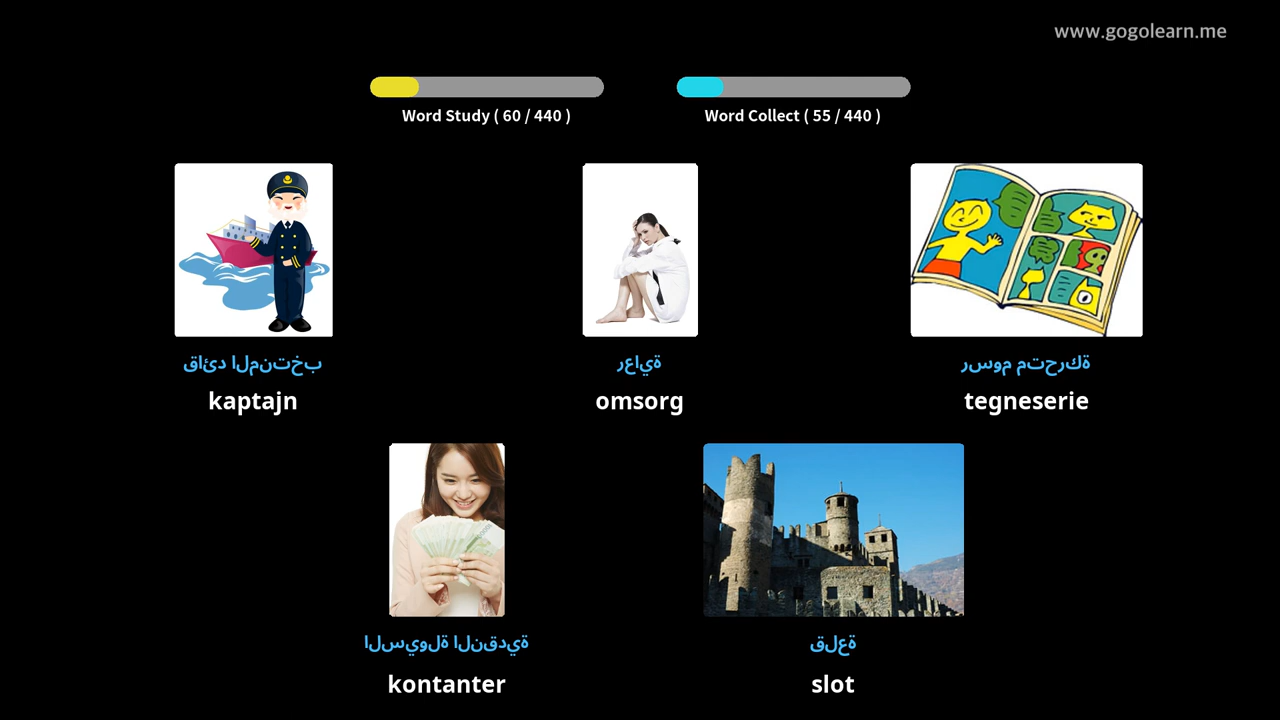 www.gogolearn.me
Word Study ( 60 / 440 )
Word Collect ( 55 / 440 )
قائد المنتخب
kaptajn
رعاية
omsorg
رسوم متحركة
tegneserie
السيولة النقدية
kontanter
قلعة
slot